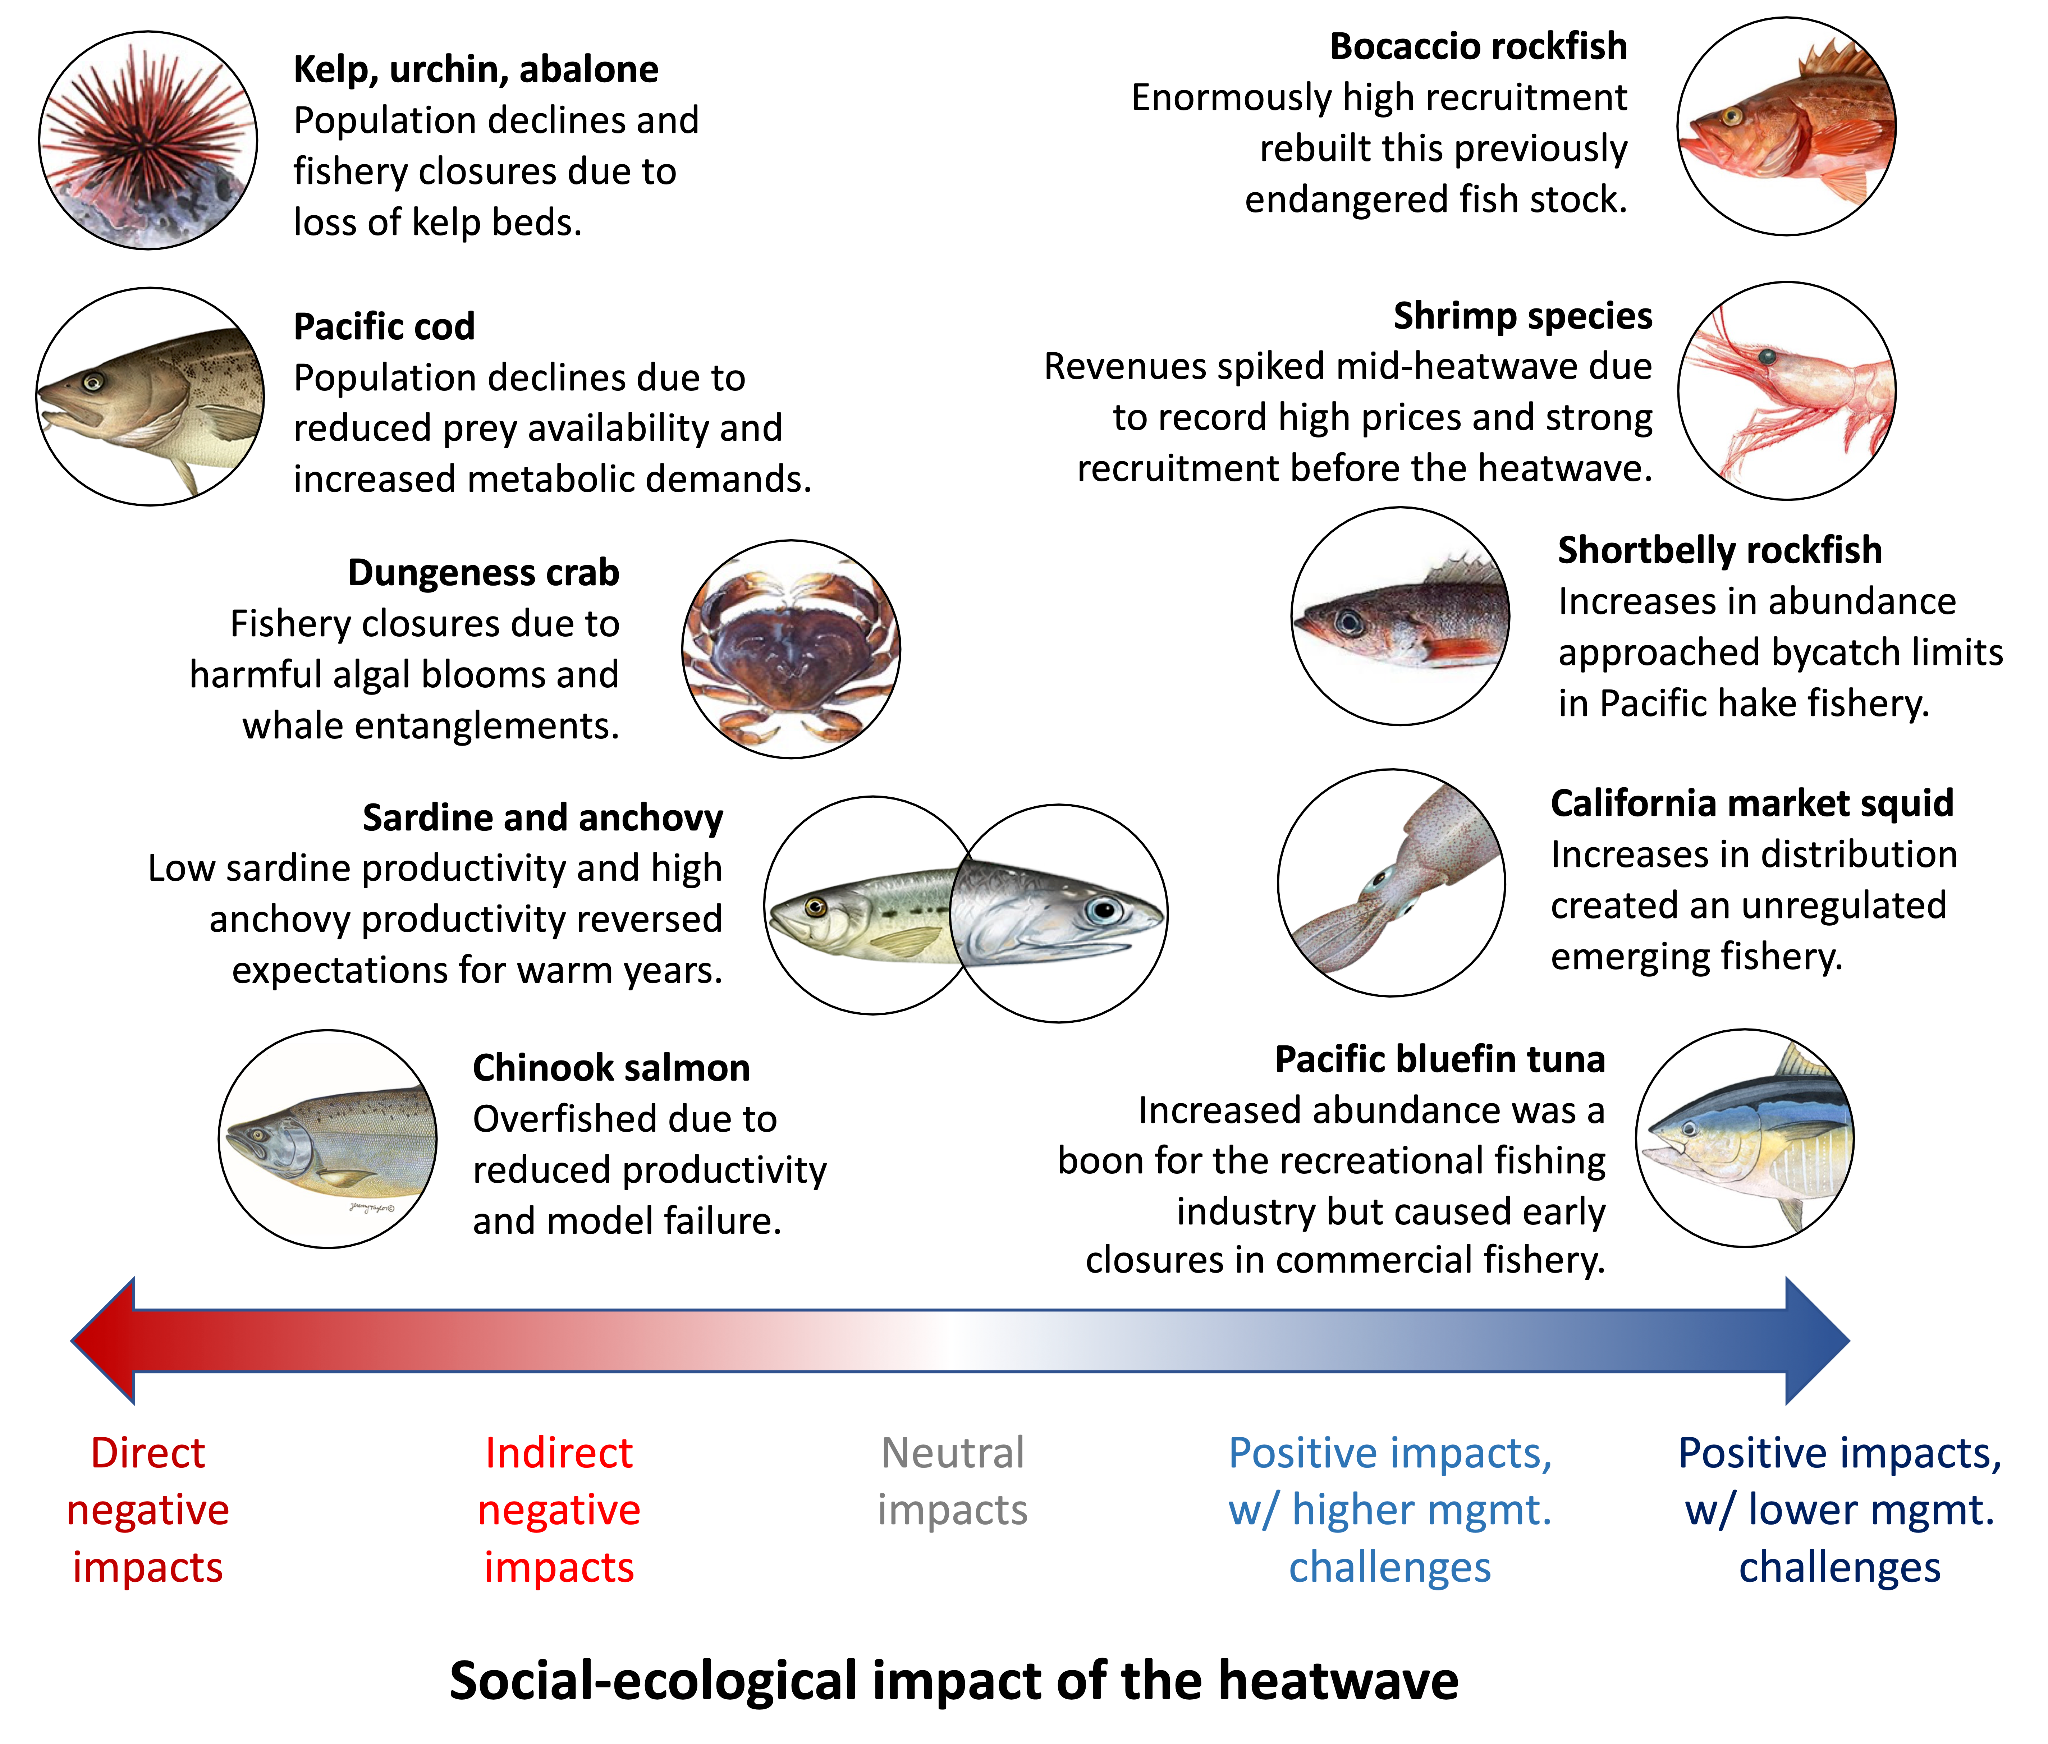 Kelp, urchin, abalone
Population declines and
fishery closures due to
loss of kelp beds.
Bocaccio rockfish
Enormously high recruitment
rebuilt this previously
endangered fish stock.
Pacific cod
Population declines due to
reduced prey availability and
increased metabolic demands.
Shrimp species
Revenues spiked mid-heatwave due
to record high prices and strong
recruitment before the heatwave.
Dungeness crab
Fishery closures due to
harmful algal blooms and
whale entanglements.
Shortbelly rockfish
Increases in abundance
approached bycatch limits
in Pacific hake fishery.
Sardine and anchovy
Low sardine productivity and high
anchovy productivity reversed
expectations for warm years.
California market squid
Increases in distribution
created an unregulated
emerging fishery.
Chinook salmon
Overfished due to
reduced productivity
and model failure.
Pacific bluefin tuna
Increased abundance was a
boon for the recreational fishing
industry but caused early
closures in commercial fishery.
Direct
negative
impacts
Indirect
negative
impacts
Neutral
impacts
Positive impacts,
w/ higher mgmt.
challenges
Positive impacts,
w/ lower mgmt.
challenges
Social-ecological impact of the heatwave